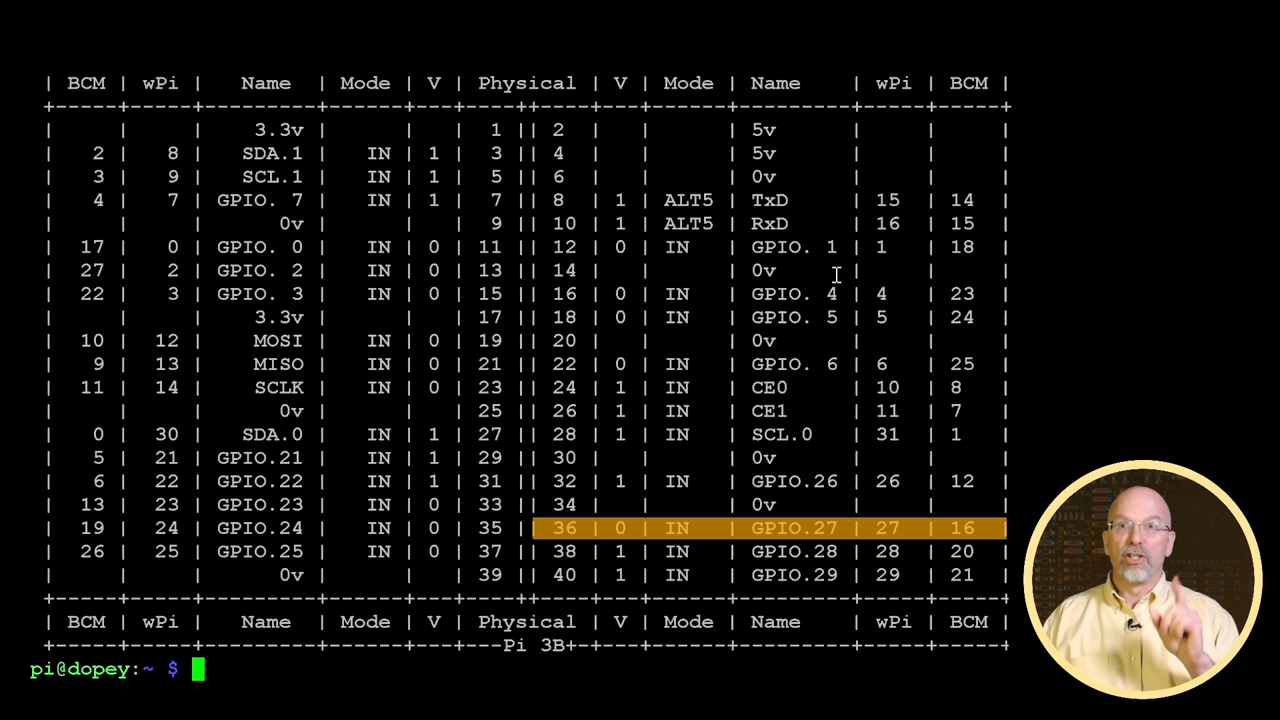 | BCM | wPi |   Name  | Mode | V | Physical | V | Mode | Name    | wPi | BCM |
+-----+-----+---------+------+---+----++----+---+------+---------+-----+-----+
|     |     |    3.3v |      |   |  1 || 2  |   |      | 5v      |     |     |
|   2 |   8 |   SDA.1 |   IN | 1 |  3 || 4  |   |      | 5v      |     |     |
|   3 |   9 |   SCL.1 |   IN | 1 |  5 || 6  |   |      | 0v      |     |     |
|   4 |   7 | GPIO. 7 |   IN | 1 |  7 || 8  | 1 | ALT5 | TxD     | 15  | 14  |
|     |     |      0v |      |   |  9 || 10 | 1 | ALT5 | RxD     | 16  | 15  |
|  17 |   0 | GPIO. 0 |   IN | 0 | 11 || 12 | 0 | IN   | GPIO. 1 | 1   | 18  |
|  27 |   2 | GPIO. 2 |   IN | 0 | 13 || 14 |   |      | 0v      |     |     |
|  22 |   3 | GPIO. 3 |   IN | 0 | 15 || 16 | 0 | IN   | GPIO. 4 | 4   | 23  |
|     |     |    3.3v |      |   | 17 || 18 | 0 | IN   | GPIO. 5 | 5   | 24  |
|  10 |  12 |    MOSI |   IN | 0 | 19 || 20 |   |      | 0v      |     |     |
|   9 |  13 |    MISO |   IN | 0 | 21 || 22 | 0 | IN   | GPIO. 6 | 6   | 25  |
|  11 |  14 |    SCLK |   IN | 0 | 23 || 24 | 1 | IN   | CE0     | 10  | 8   |
|     |     |      0v |      |   | 25 || 26 | 1 | IN   | CE1     | 11  | 7   |
|   0 |  30 |   SDA.0 |   IN | 1 | 27 || 28 | 1 | IN   | SCL.0   | 31  | 1   |
|   5 |  21 | GPIO.21 |   IN | 1 | 29 || 30 |   |      | 0v      |     |     |
|   6 |  22 | GPIO.22 |   IN | 1 | 31 || 32 | 1 | IN   | GPIO.26 | 26  | 12  |
|  13 |  23 | GPIO.23 |   IN | 0 | 33 || 34 |   |      | 0v      |     |     |
|  19 |  24 | GPIO.24 |   IN | 0 | 35 || 36 | 0 | IN   | GPIO.27 | 27  | 16  |
|  26 |  25 | GPIO.25 |   IN | 0 | 37 || 38 | 1 | IN   | GPIO.28 | 28  | 20  |
|     |     |      0v |      |   | 39 || 40 | 1 | IN   | GPIO.29 | 29  | 21  |
+-----+-----+---------+------+---+----++----+---+------+---------+-----+-----+
| BCM | wPi |   Name  | Mode | V | Physical | V | Mode | Name    | wPi | BCM |
+-----+-----+---------+------+---+---Pi 3B--+---+------+---------+-----+-----+
pi@dopey:~ $